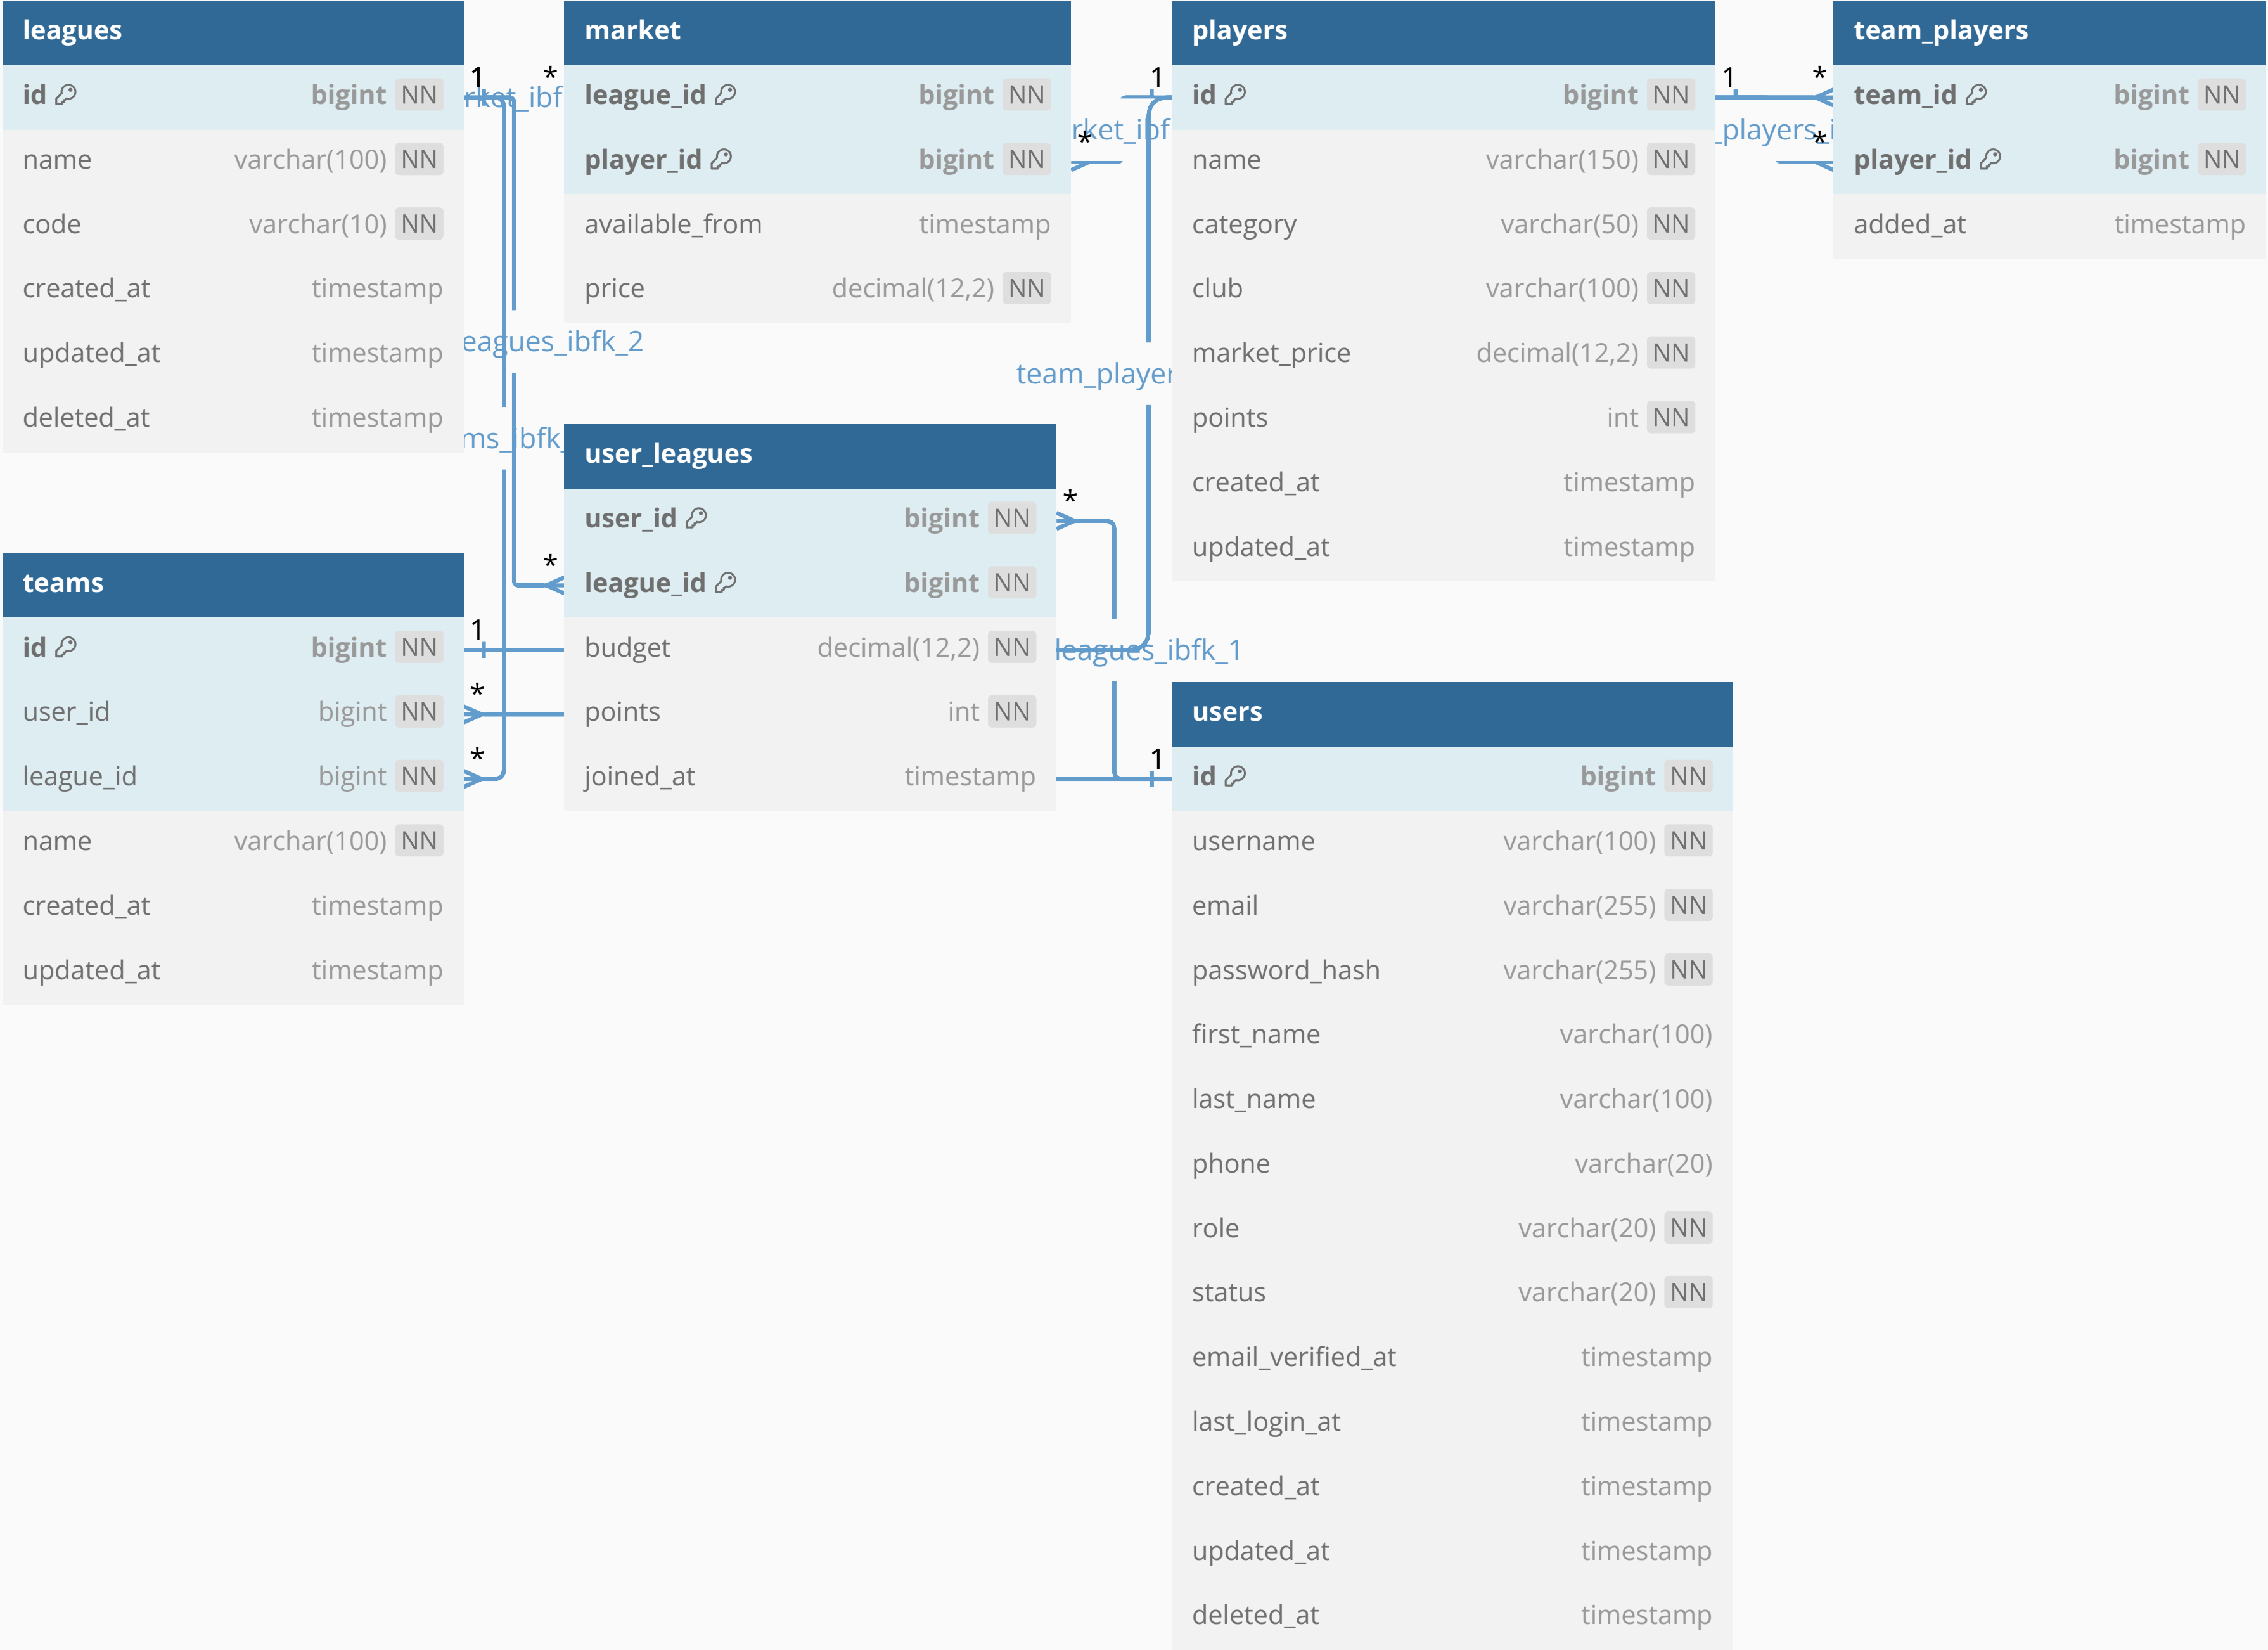 leagues
id bigint NN
name varchar(100) NN
code varchar(10) NN
created_at timestamp
updated_at timestamp
deleted_at timestamp
1 *
rket_ibf
eagues_ibfk_2
ms_ibfk_
market
league_id bigint NN
player_id bigint NN
available_from timestamp
price decimal(12,2) NN
* 1
rket_ibf
team_player
players
id bigint NN
name varchar(150) NN
category varchar(50) NN
club varchar(100) NN
market_price decimal(12,2) NN
points int NN
created_at timestamp
updated_at timestamp
1 *
_players_i
*
team_players
team_id bigint NN
player_id bigint NN
added_at timestamp
teams
id bigint NN
user_id bigint NN
league_id bigint NN
name varchar(100) NN
created_at timestamp
updated_at timestamp
1
*
*
*
user_leagues
user_id bigint NN
league_id bigint NN
budget decimal(12,2) NN
points int NN
joined_at timestamp
*
leagues_ibfk_1
1
users
id bigint NN
username varchar(100) NN
email varchar(255) NN
password_hash varchar(255) NN
first_name varchar(100)
last_name varchar(100)
phone varchar(20)
role varchar(20) NN
status varchar(20) NN
email_verified_at timestamp
last_login_at timestamp
created_at timestamp
updated_at timestamp
deleted_at timestamp